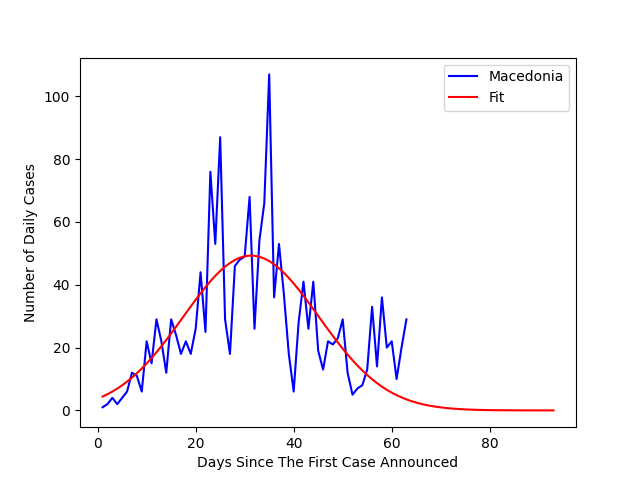 Macedonia
Fit
Number of Daily Cases
100
80
60
40
20
0
0 20 40 60 80
Days Since The First Case Announced